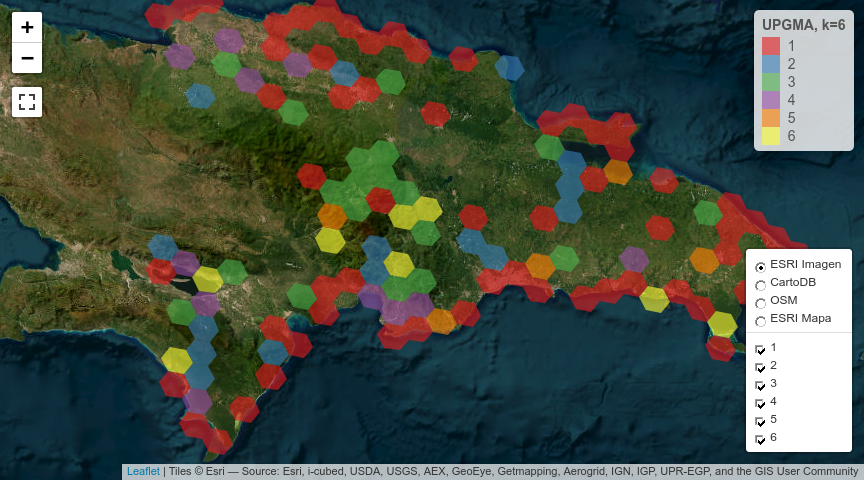 +
−
UPGMA, k=6
1
2
3
4
5
6
ESRI Imagen
CartoDB
OSM
ESRI Mapa
1
2
3
4
5
6
Leaflet | Tiles © Esri — Source: Esri, i-cubed, USDA, USGS, AEX, GeoEye, Getmapping, Aerogrid, IGN, IGP, UPR-EGP, and the GIS User Community